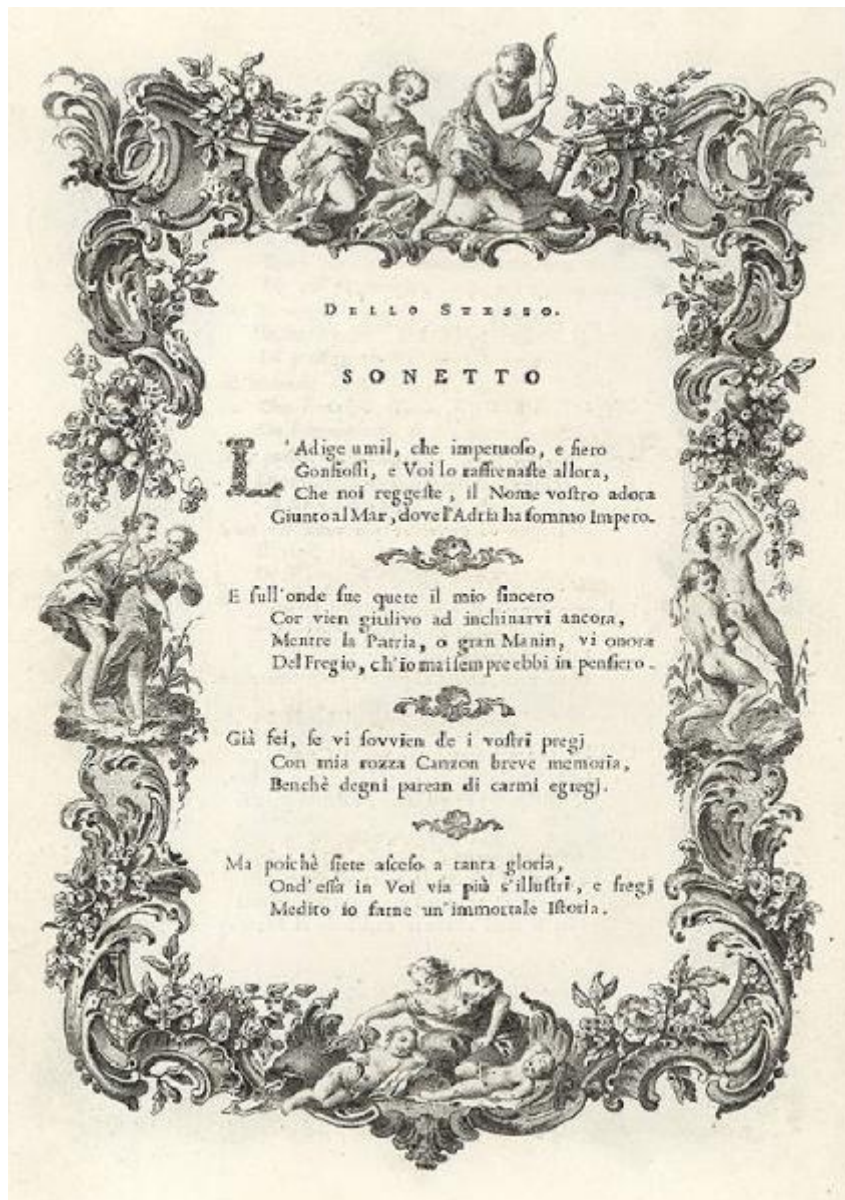 DELLO STESSO.
SONETTO
L'Adige umil, che impetuoſo, e fiero
Gonfioſſi, e Voi lo raffrenaſte allora,
Che noi reggeſte, il Nome voſtro adora
Giunto al Mar, dove l'Adria ha ſommo Impero.
E ſull'onde ſue quete il mio ſincero
Cor vien giulivo ad inchinarvi ancora,
Mentre la Patria, o gran Manin, vi onora
Del Fregio, ch'io mai ſempre ebbi in penſiero.
Già fei, ſe vi ſovvien de i voſtri pregj
Con mia rozza Canzon breve memoria,
Benchè degni parean di carmi egregj.
Ma poichè ſiete aſceſo a tanta gloria,
Ond'eſſa in Voi via più s'illuſtri, e fregj
Medito io farne un'immortale Iſtoria.